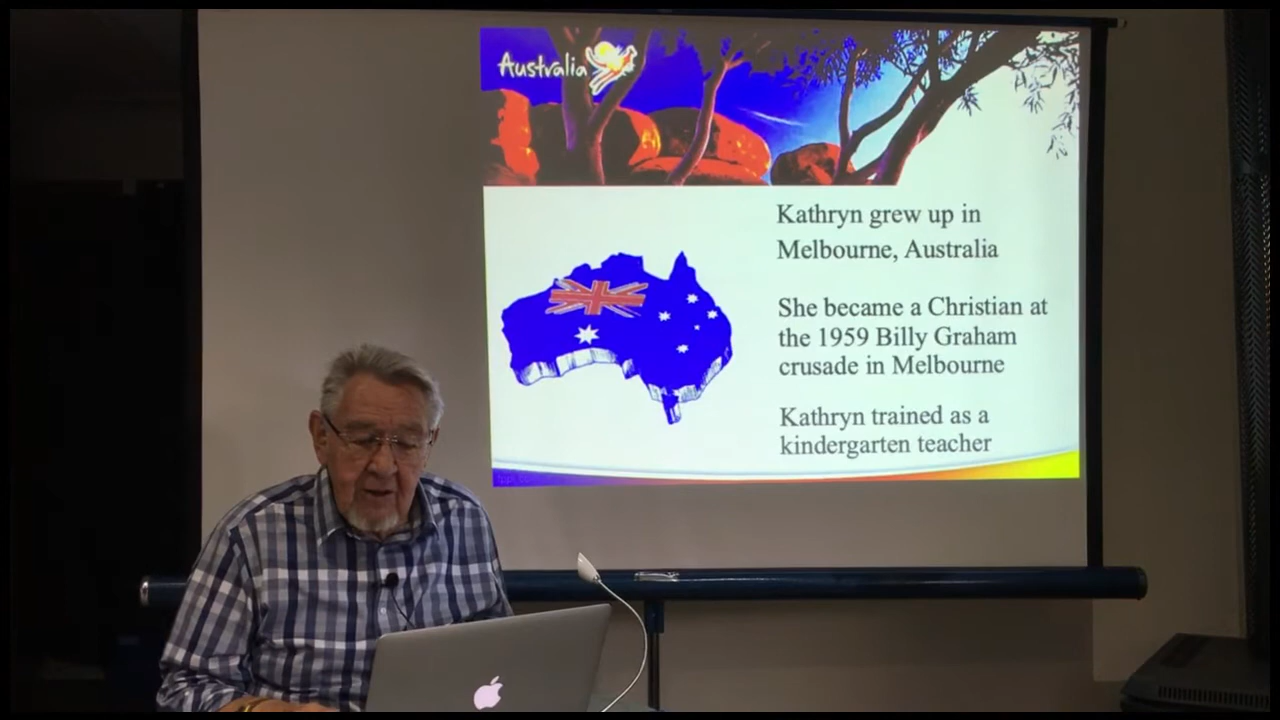 Australia
Kathryn grew up in
Melbourne, Australia
She became a Christian at
the 1959 Billy Graham
crusade in Melbourne
Kathryn trained as a
kindergarten teacher